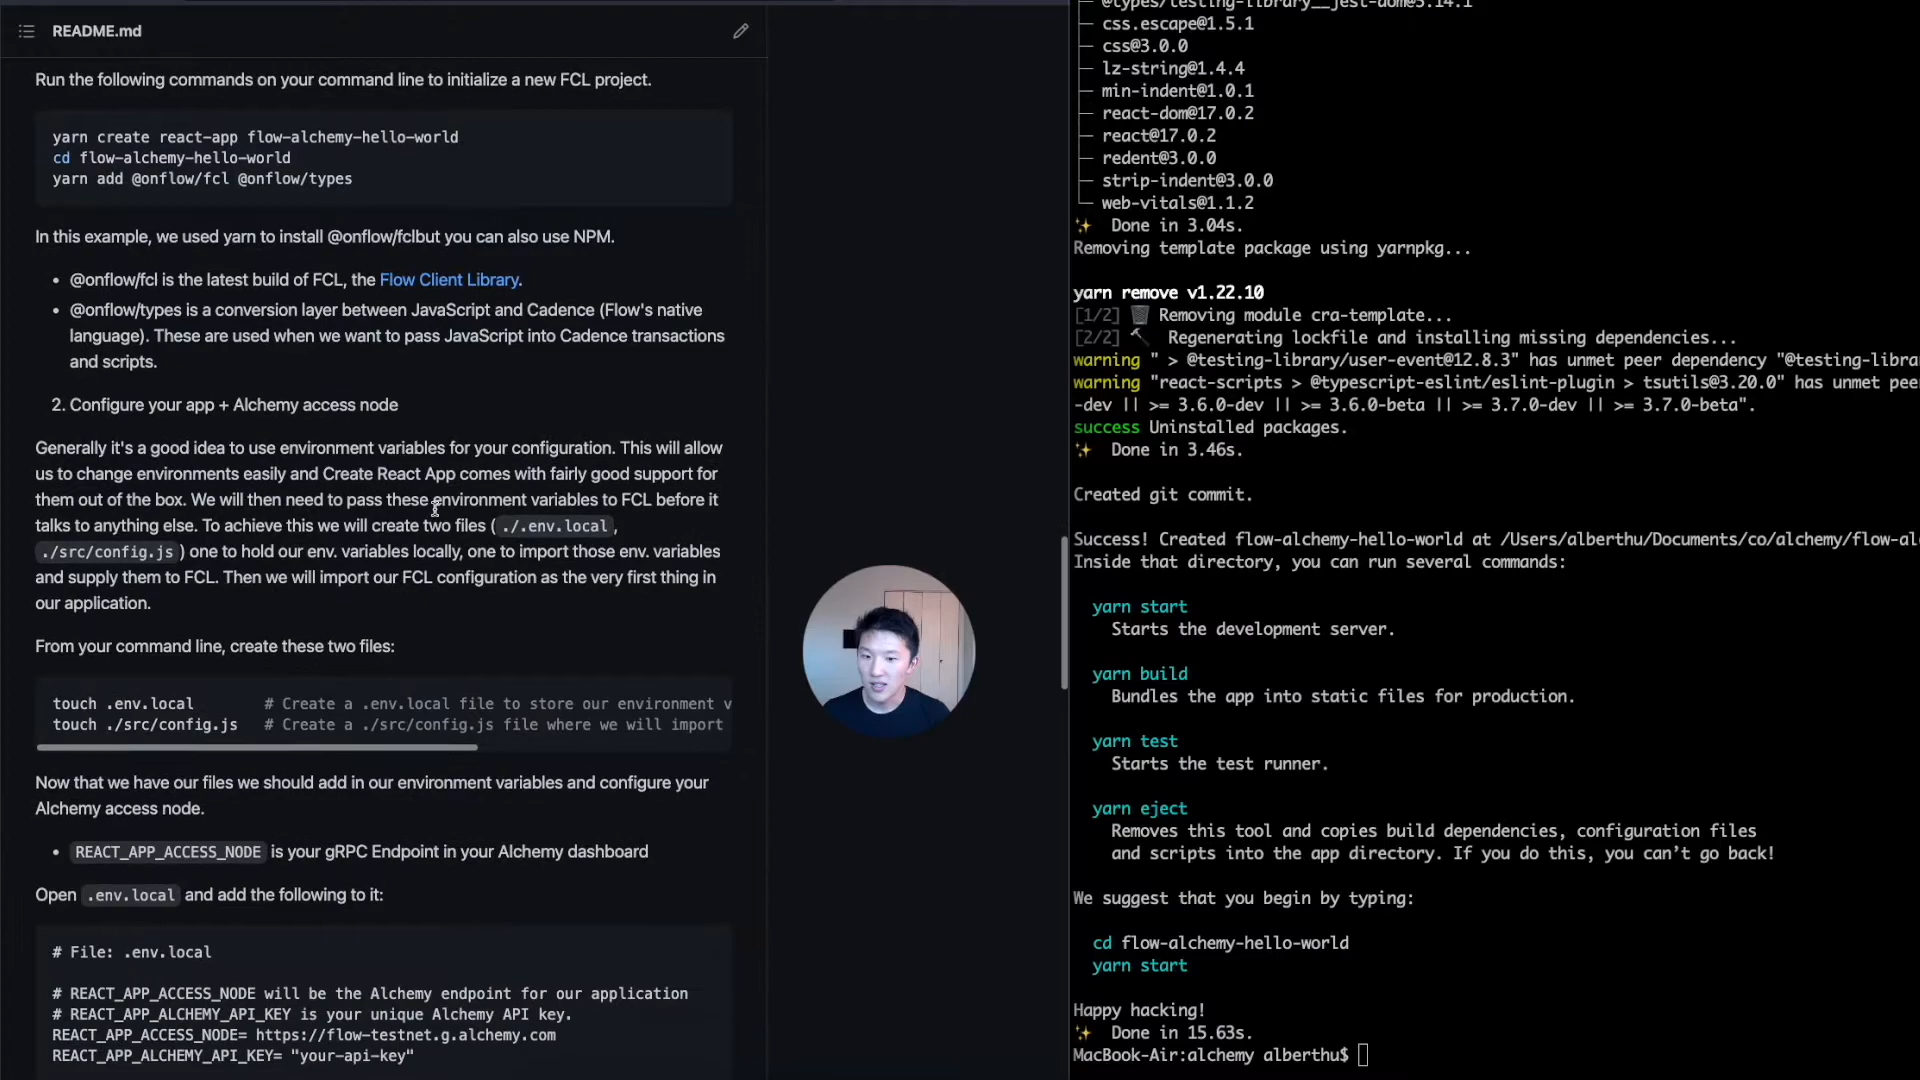 README.md
Run the following commands on your command line to initialize a new FCL project.
yarn create react-app flow-alchemy-hello-world
cd flow-alchemy-hello-world
yarn add @onflow/fcl @onflow/types
In this example, we used yarn to install @onflow/fclbut you can also use NPM.
• @onflow/fcl is the latest build of FCL, the Flow Client Library.
• @onflow/types is a conversion layer between JavaScript and Cadence (Flow's native
language). These are used when we want to pass JavaScript into Cadence transactions
and scripts.
2. Configure your app + Alchemy access node
Generally it's a good idea to use environment variables for your configuration. This will allow
us to change environments easily and Create React App comes with fairly good support for
them out of the box. We will then need to pass these environment variables to FCL before it
talks to anything else. To achieve this we will create two files ( ./.env.local ,
./src/config.js ) one to hold our env. variables locally, one to import those env. variables
and supply them to FCL. Then we will import our FCL configuration as the very first thing in
our application.
From your command line, create these two files:
touch .env.local # Create a .env.local file to store our environment v
touch ./src/config.js # Create a ./src/config.js file where we will import
Now that we have our files we should add in our environment variables and configure your
Alchemy access node.
• REACT_APP_ACCESS_NODE is your gRPC Endpoint in your Alchemy dashboard
Open .env.local and add the following to it:
# File: .env.local
# REACT_APP_ACCESS_NODE will be the Alchemy endpoint for our application
# REACT_APP_ALCHEMY_API_KEY is your unique Alchemy API key.
REACT_APP_ACCESS_NODE= https://flow-testnet.g.alchemy.com
REACT_APP_ALCHEMY_API_KEY= "your-api-key"
├─ @types/testing-library__jest-dom@5.14.1
├─ css.escape@1.5.1
├─ css@3.0.0
├─ lz-string@1.4.4
├─ min-indent@1.0.1
├─ react-dom@17.0.2
├─ react@17.0.2
├─ redent@3.0.0
├─ strip-indent@3.0.0
└─ web-vitals@1.1.2
✨ Done in 3.04s.
Removing template package using yarnpkg...
yarn remove v1.22.10
[1/2] 🗑 Removing module cra-template...
[2/2] 🔨 Regenerating lockfile and installing missing dependencies...
warning " > @testing-library/user-event@12.8.3" has unmet peer dependency "@testing-libra
warning "react-scripts > @typescript-eslint/eslint-plugin > tsutils@3.20.0" has unmet peer
-dev || >= 3.6.0-dev || >= 3.6.0-beta || >= 3.7.0-dev || >= 3.7.0-beta".
success Uninstalled packages.
✨ Done in 3.46s.
Created git commit.
Success! Created flow-alchemy-hello-world at /Users/alberthu/Documents/co/alchemy/flow-al
Inside that directory, you can run several commands:
yarn start
Starts the development server.
yarn build
Bundles the app into static files for production.
yarn test
Starts the test runner.
yarn eject
Removes this tool and copies build dependencies, configuration files
and scripts into the app directory. If you do this, you can’t go back!
We suggest that you begin by typing:
cd flow-alchemy-hello-world
yarn start
Happy hacking!
✨ Done in 15.63s.
MacBook-Air:alchemy alberthu$